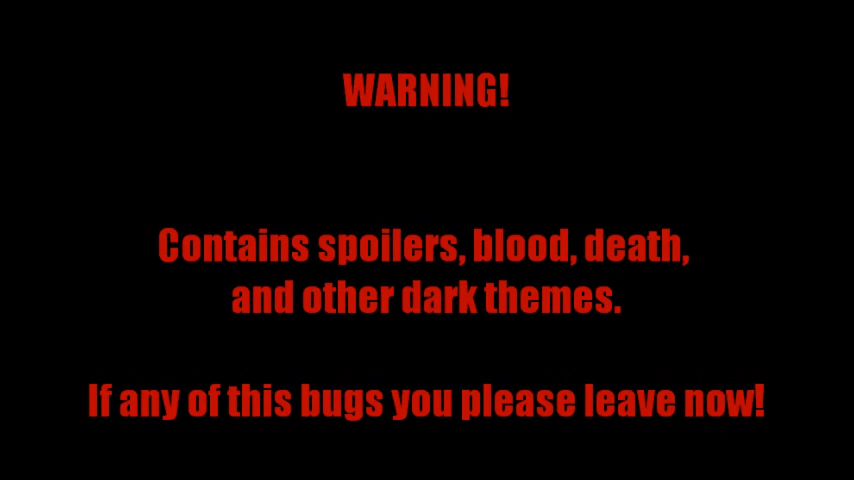 WARNING!
Contains spoilers, blood, death,
and other dark themes.
If any of this bugs you please leave now!